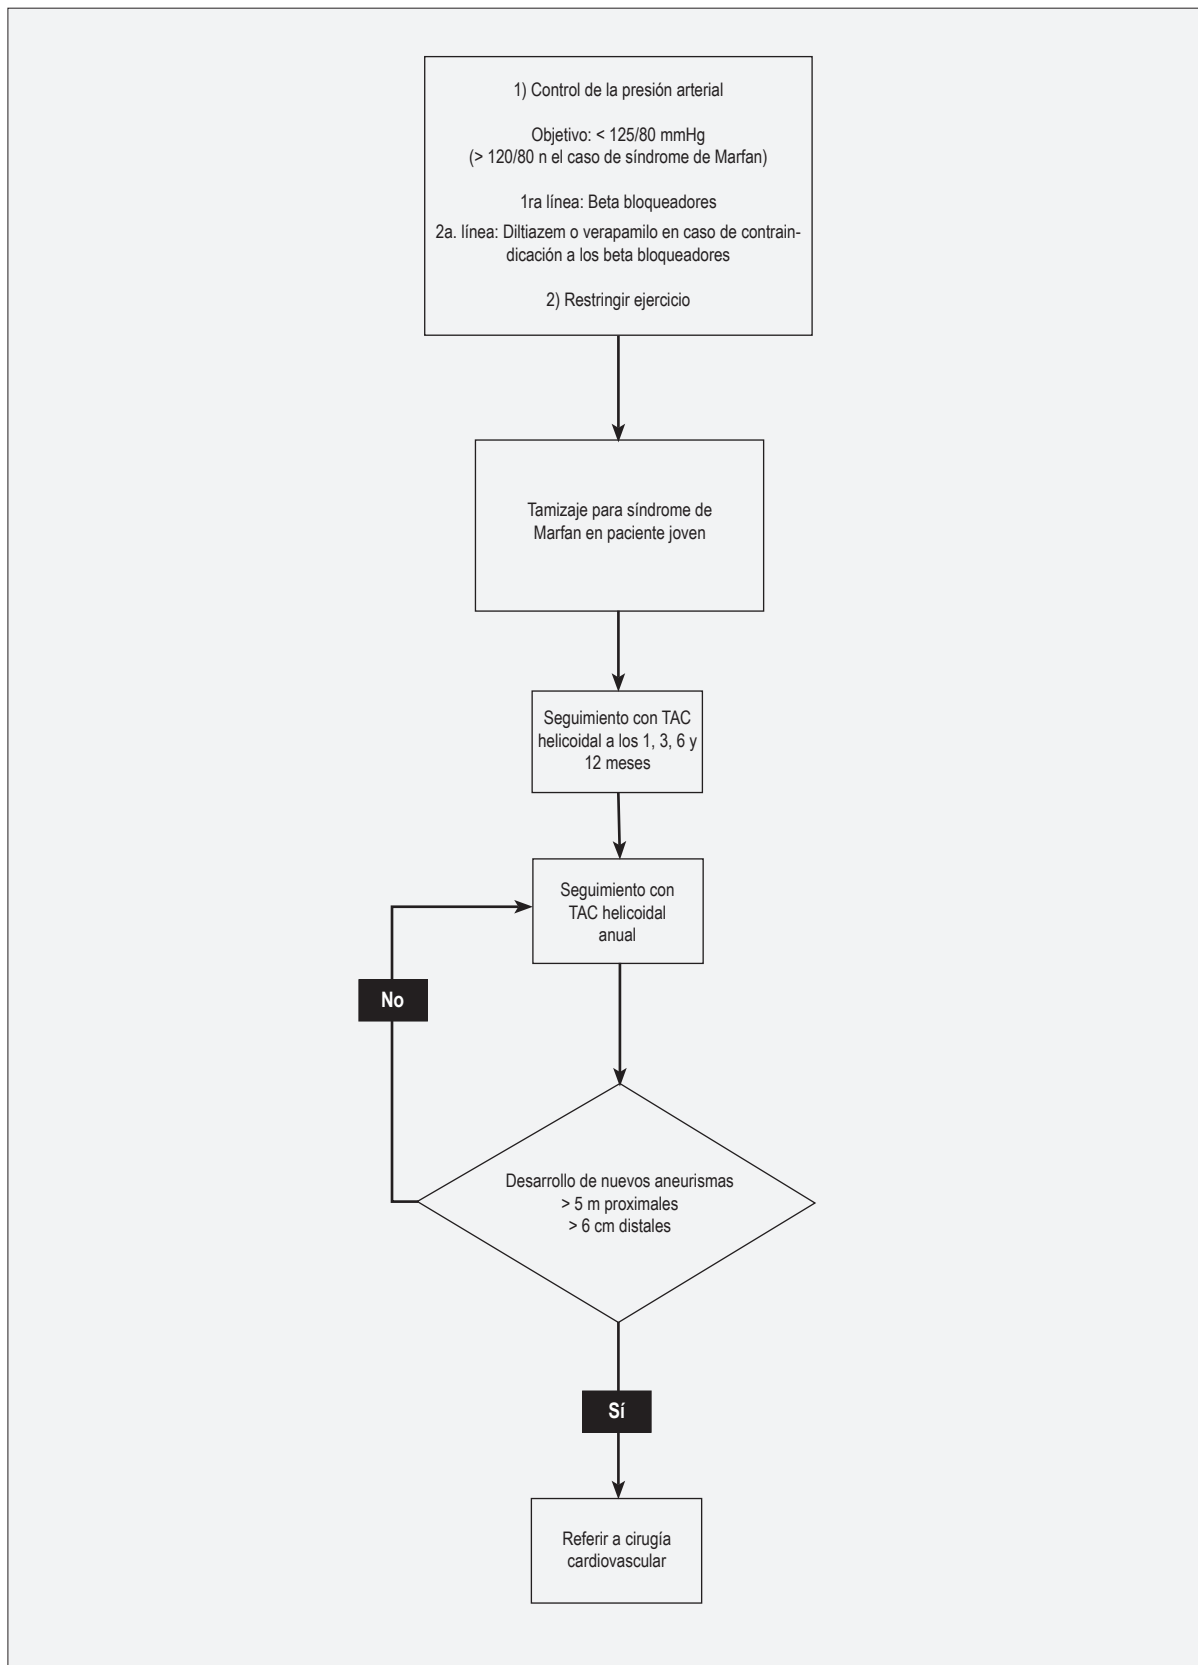 1) Control de la presión arterial
Objetivo: < 125/80 mmHg
(> 120/80 n el caso de síndrome de Marfan)
1ra línea: Beta bloqueadores
2a. línea: Diltiazem o verapamilo en caso de contrain-
dicación a los beta bloqueadores
2) Restringir ejercicio
Tamizaje para síndrome de
Marfan en paciente joven
Seguimiento con TAC
helicoidal a los 1, 3, 6 y
12 meses
Seguimiento con
TAC helicoidal
anual
No
Desarrollo de nuevos aneurismas
> 5 m proximales
> 6 cm distales
Sí
Referir a cirugía
cardiovascular